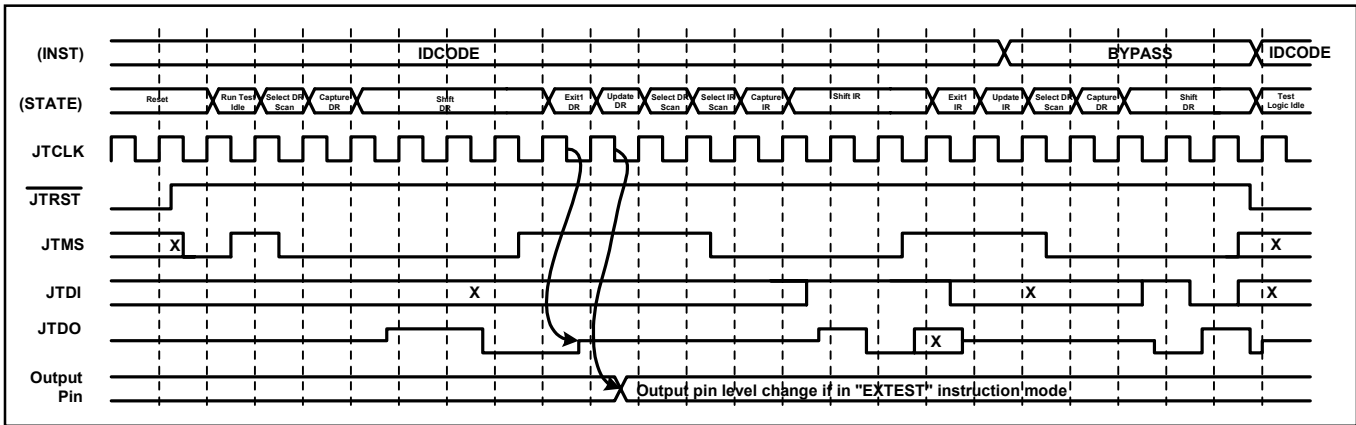 (INST) IDCODE BYPASS IDCODE
(STATE) Reset Run Test Idle Select DR Scan Capture DR Shift DR Exit1 DR Update DR Select DR Scan Select IR Scan Capture IR Shift IR Exit1 IR Update IR Select DR Scan Capture DR Shift DR Test Logic Idle
JTCLK
JTRST
JTMS X X
JTDI X X X
JTDO X
Output Pin Output pin level change if in "EXTEST" instruction mode